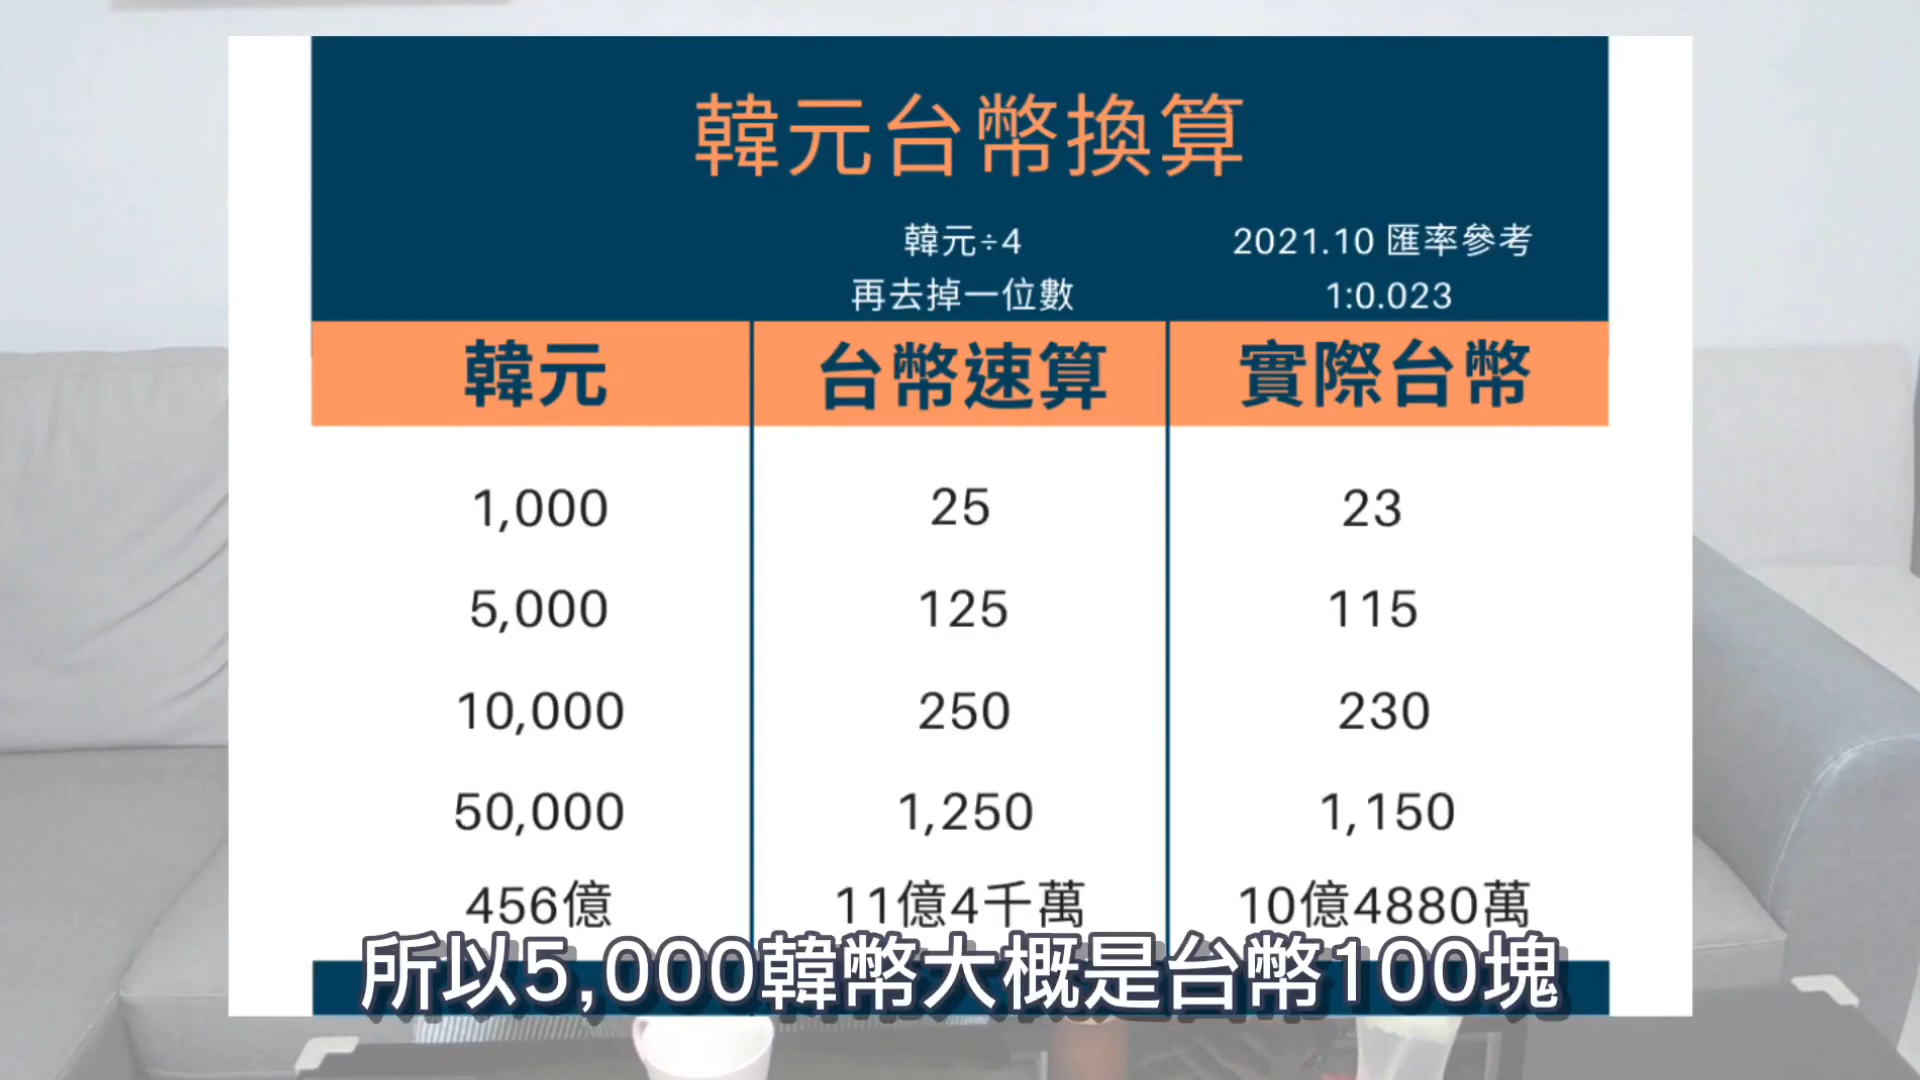 韓元台幣換算
韓元÷4
再去掉一位數
2021.10 匯率參考
1:0.023
韓元 台幣速算 實際台幣
1,000 25 23
5,000 125 115
10,000 250 230
50,000 1,250 1,150
456億 11億4千萬 10億4880萬
所以5,000韓幣大概是台幣100塊